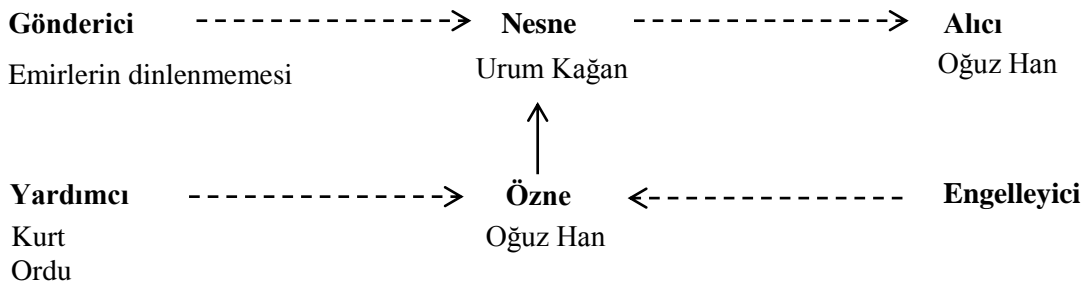 Gönderici Nesne Alıcı
Emirlerin dinlenmemesi Urum Kağan Oğuz Han
Yardımcı Özne Engelleyici
Kurt Oğuz Han
Ordu